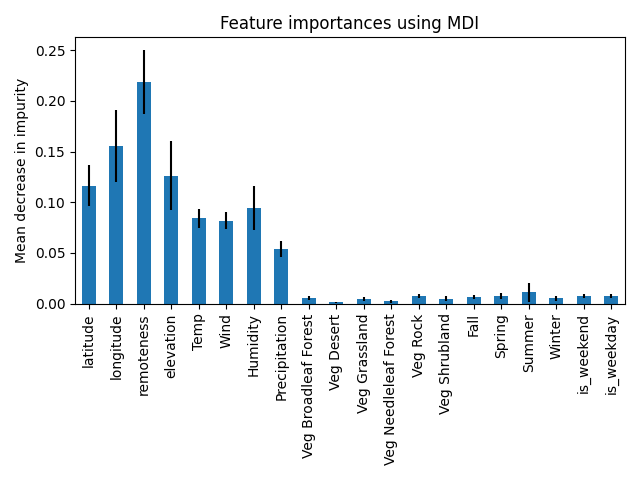 Feature importances using MDI
Mean decrease in impurity
0.25
0.20
0.15
0.10
0.05
0.00
latitude
longitude
remoteness
elevation
Temp
Wind
Humidity
Precipitation
Veg Broadleaf Forest
Veg Desert
Veg Grassland
Veg Needleleaf Forest
Veg Rock
Veg Shrubland
Fall
Spring
Summer
Winter
is_weekend
is_weekday